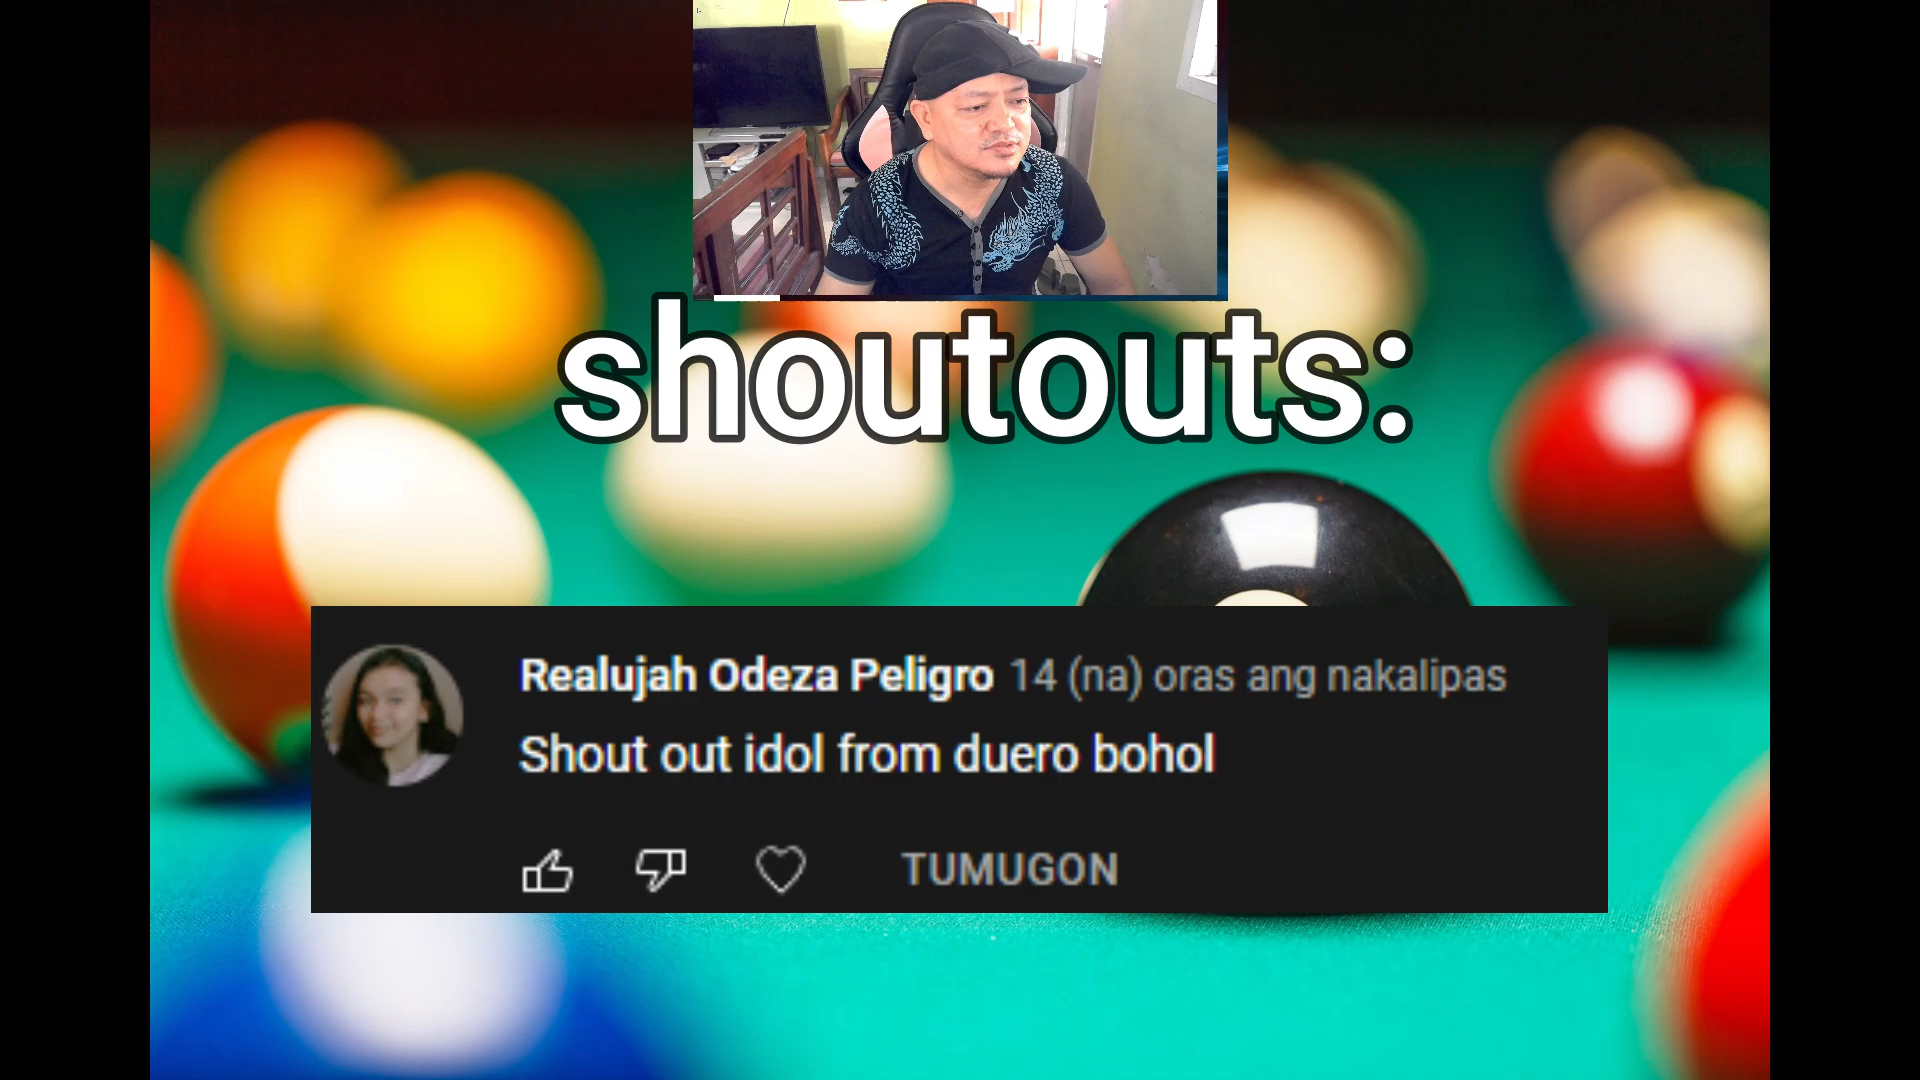 shoutouts:
Realujah Odeza Peligro 14 (na) oras ang nakalipas
Shout out idol from duero bohol
TUMUGON